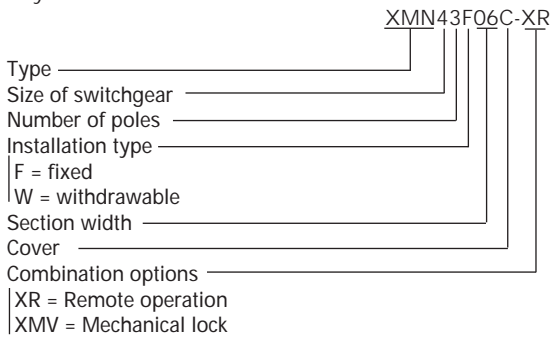 XMN43F06C-XR
Type
Size of switchgear
Number of poles
Installation type
F = fixed
W = withdrawable
Section width
Cover
Combination options
XR = Remote operation
XMV = Mechanical lock